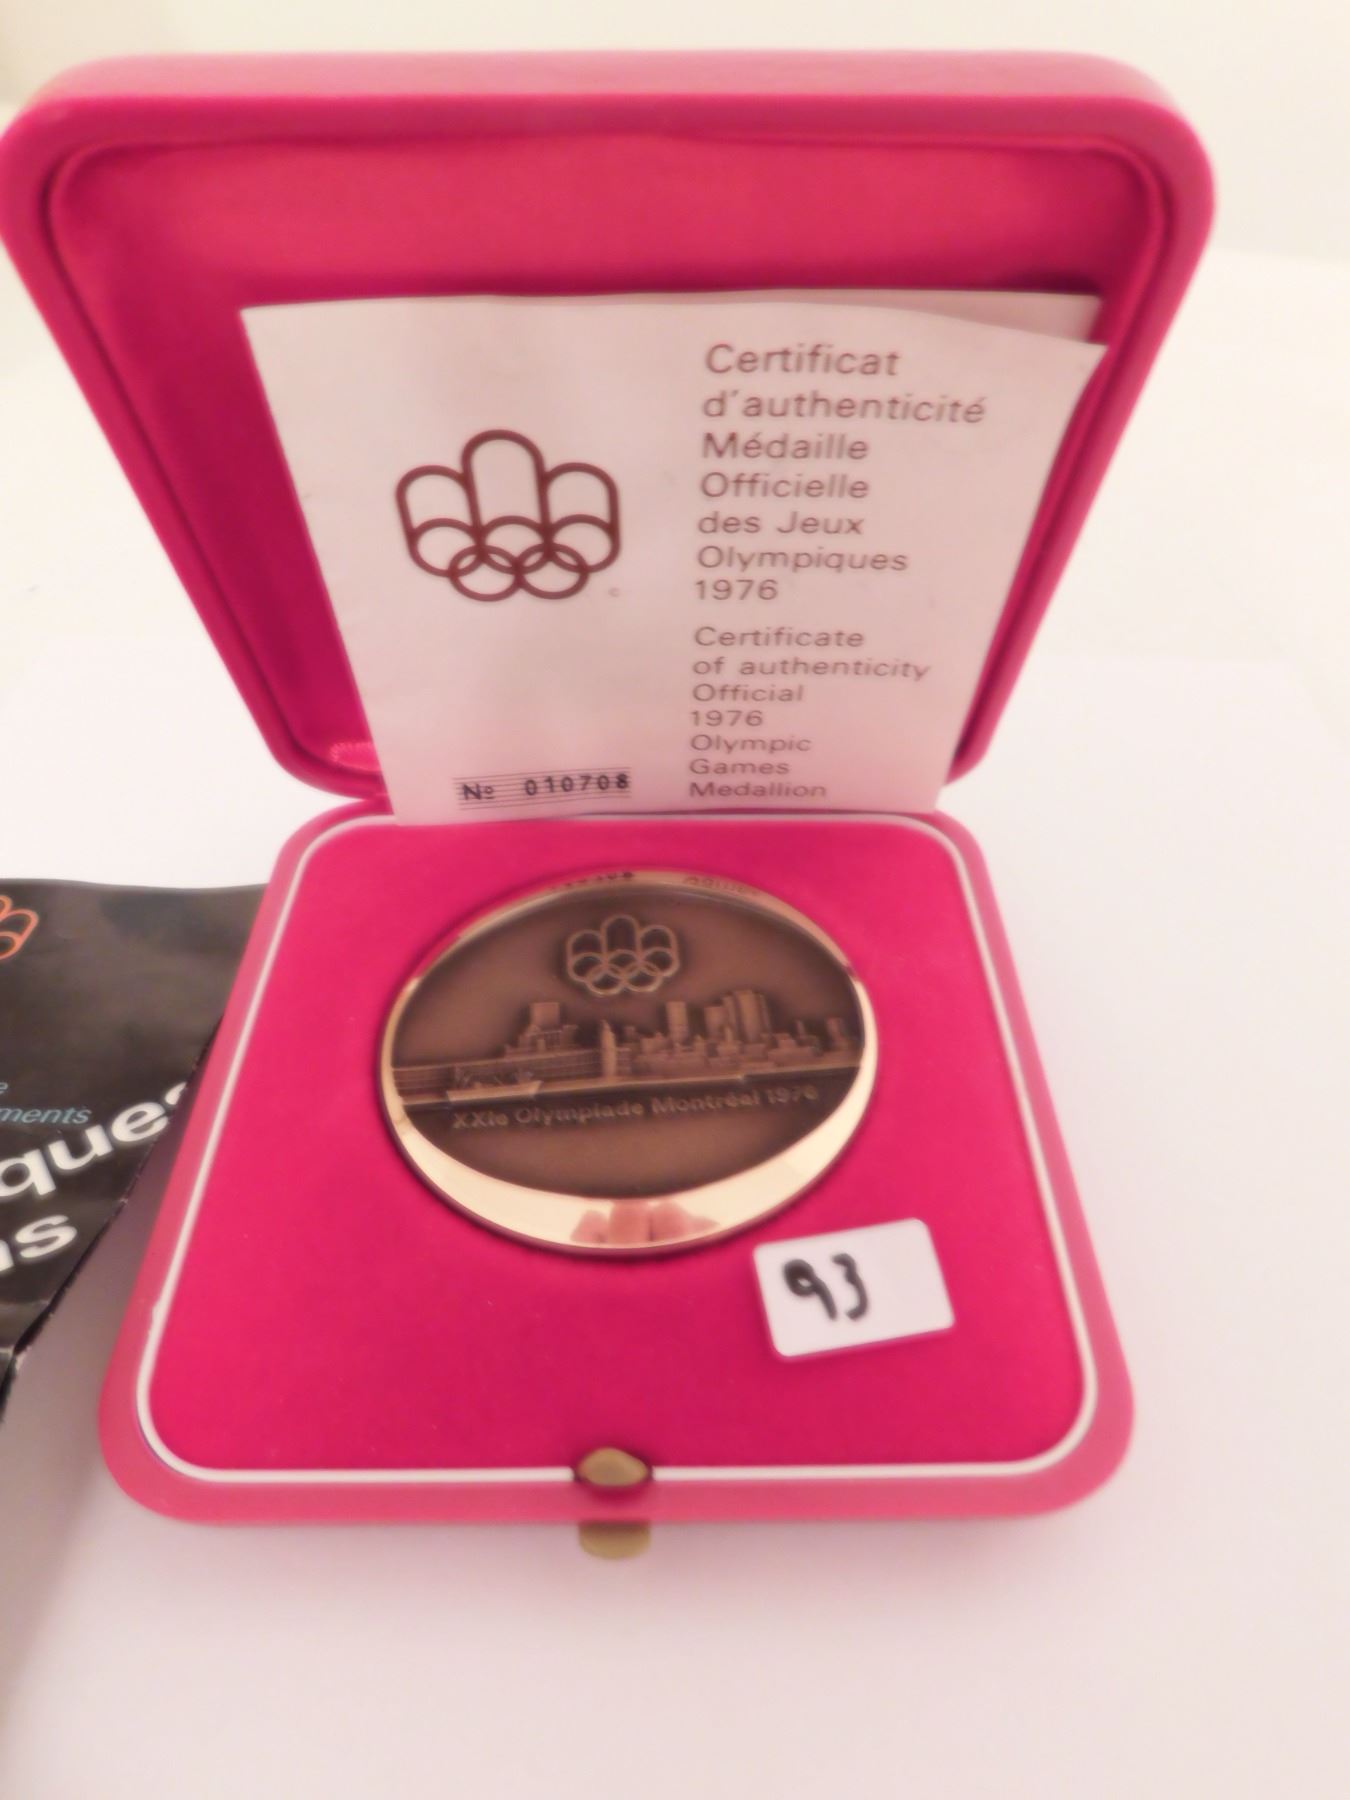 Certificat
d'authenticité
Médaille
Officielle
des Jeux
Olympiques
1976
Certificate
of authenticity
Official
1976
Olympic
Games
Medallion
©
Nº 010708
XXIe Olympiade Montréal 1976
93